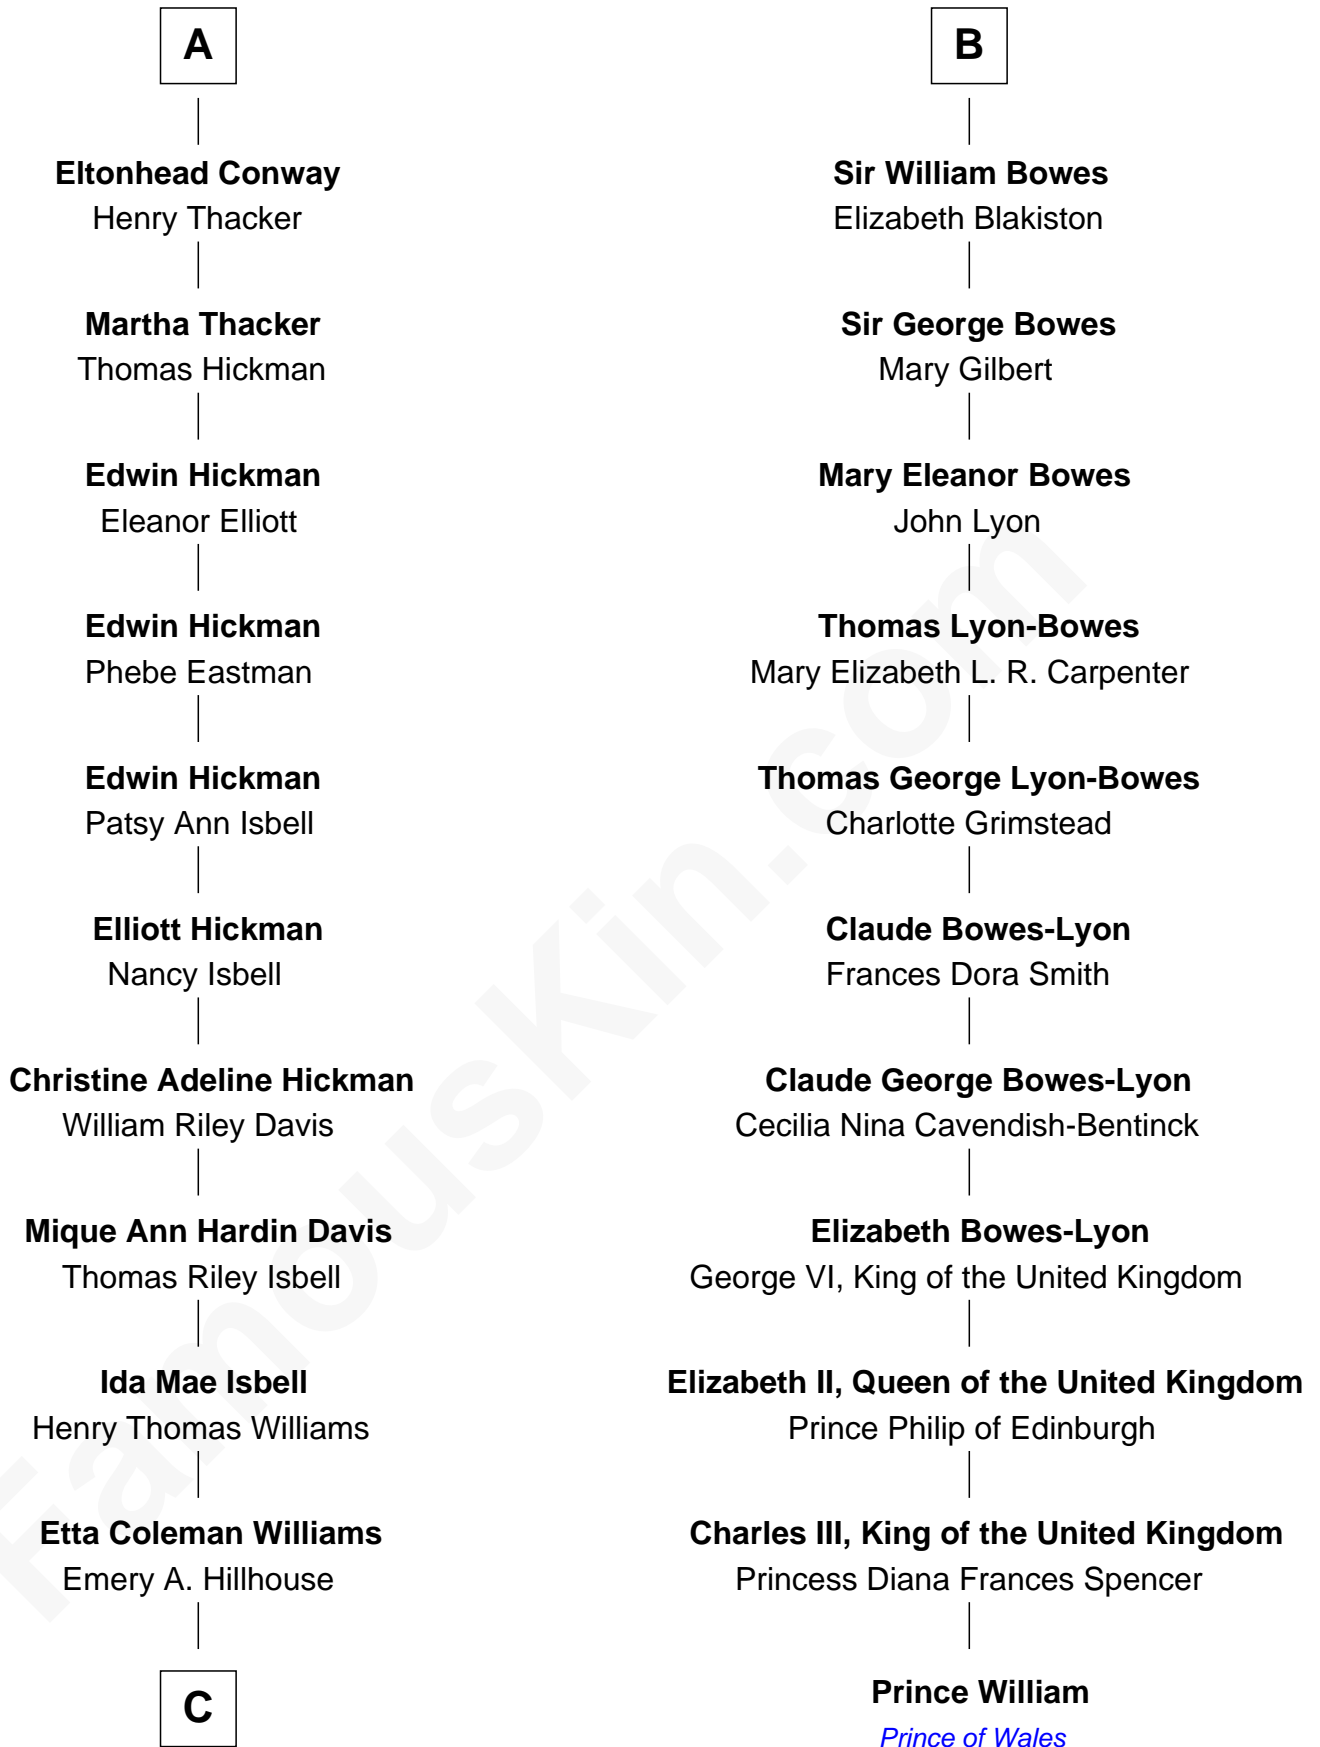 A
Eltonhead Conway
Henry Thacker
Martha Thacker
Thomas Hickman
Edwin Hickman
Eleanor Elliott
Edwin Hickman
Phebe Eastman
Edwin Hickman
Patsy Ann Isbell
Elliott Hickman
Nancy Isbell
Christine Adeline Hickman
William Riley Davis
Mique Ann Hardin Davis
Thomas Riley Isbell
Ida Mae Isbell
Henry Thomas Williams
Etta Coleman Williams
Emery A. Hillhouse
C
B
Sir William Bowes
Elizabeth Blakiston
Sir George Bowes
Mary Gilbert
Mary Eleanor Bowes
John Lyon
Thomas Lyon-Bowes
Mary Elizabeth L. R. Carpenter
Thomas George Lyon-Bowes
Charlotte Grimstead
Claude Bowes-Lyon
Frances Dora Smith
Claude George Bowes-Lyon
Cecilia Nina Cavendish-Bentinck
Elizabeth Bowes-Lyon
George VI, King of the United Kingdom
Elizabeth II, Queen of the United Kingdom
Prince Philip of Edinburgh
Charles III, King of the United Kingdom
Princess Diana Frances Spencer
Prince William
Prince of Wales
FamousKin.com